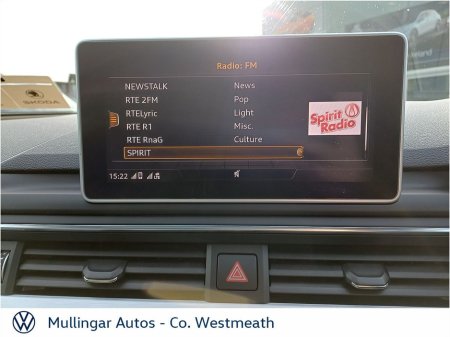 Radio: FM
NEWSTALK News
RTE 2FM Pop
RTELyric Light
RTE R1 Misc.
RTE RnaG Culture
SPIRIT
Spirit
Radio
15:22
SKODA
Mullingar Autos - Co. Westmeath